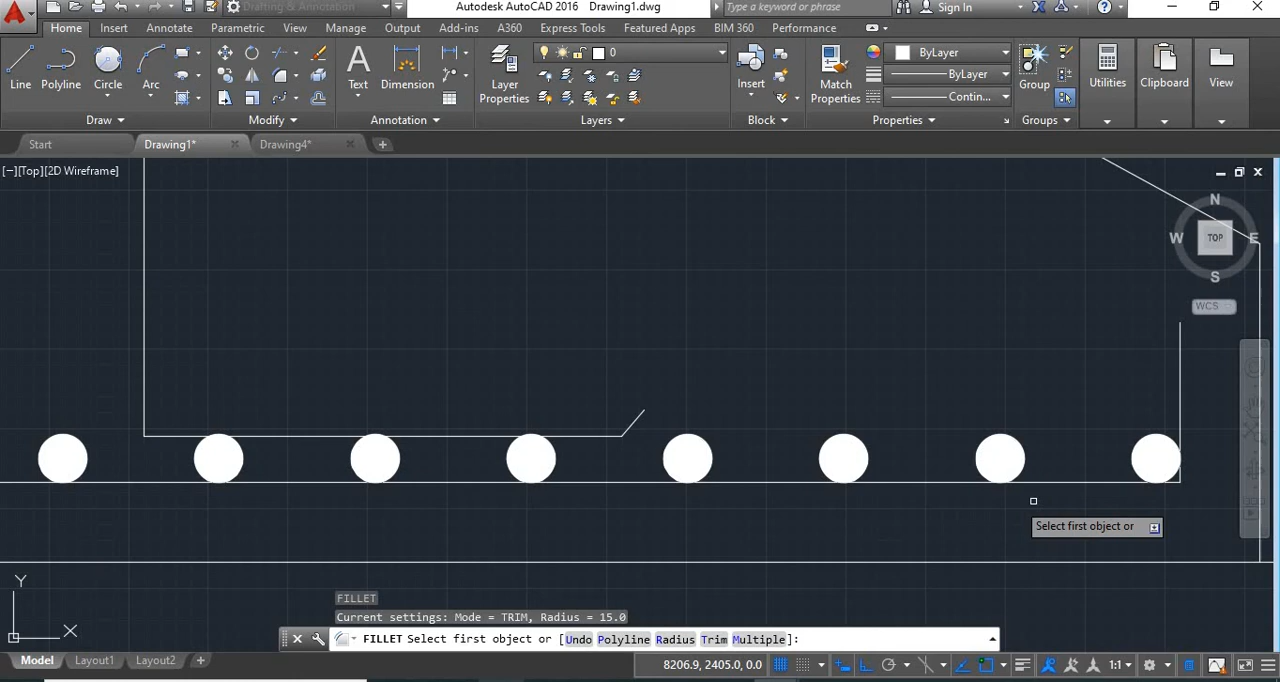 Drafting & Annotation
Autodesk AutoCAD 2016 Drawing1.dwg
Type a keyword or phrase
Sign In
Home Insert Annotate Parametric View Manage Output Add-ins A360 Express Tools Featured Apps BIM 360 Performance
Line Polyline Circle Arc
Text Dimension
Layer Properties
0
Insert
Match Properties
ByLayer
ByLayer
Contin...
Group
Utilities Clipboard View
Draw Modify Annotation Layers Block Properties Groups
Start Drawing1* Drawing4*
[−][Top][2D Wireframe]
N
W TOP E
S
WCS
Select first object or
Y
X
FILLET
Current settings: Mode = TRIM, Radius = 15.0
FILLET Select first object or [Undo Polyline Radius Trim Multiple]:
Model Layout1 Layout2
8206.9, 2405.0, 0.0
1:1